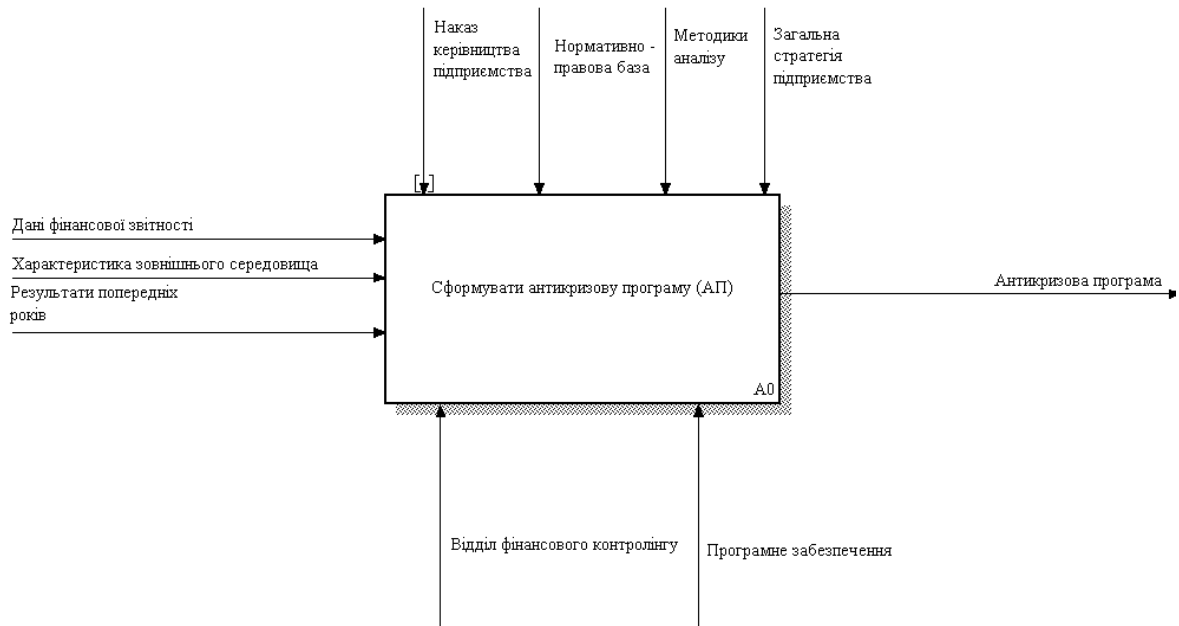 Наказ
керівництва
підприємства
Нормативно -
правова база
Методики
аналізу
Загальна
стратегія
підприємства
Дані фінансової звітності
Характеристика зовнішнього середовища
Результати попередніх
років
Сформувати антикризову програму (АП)
А0
Антикризова програма
Відділ фінансового контролінгу
Програмне забезпечення